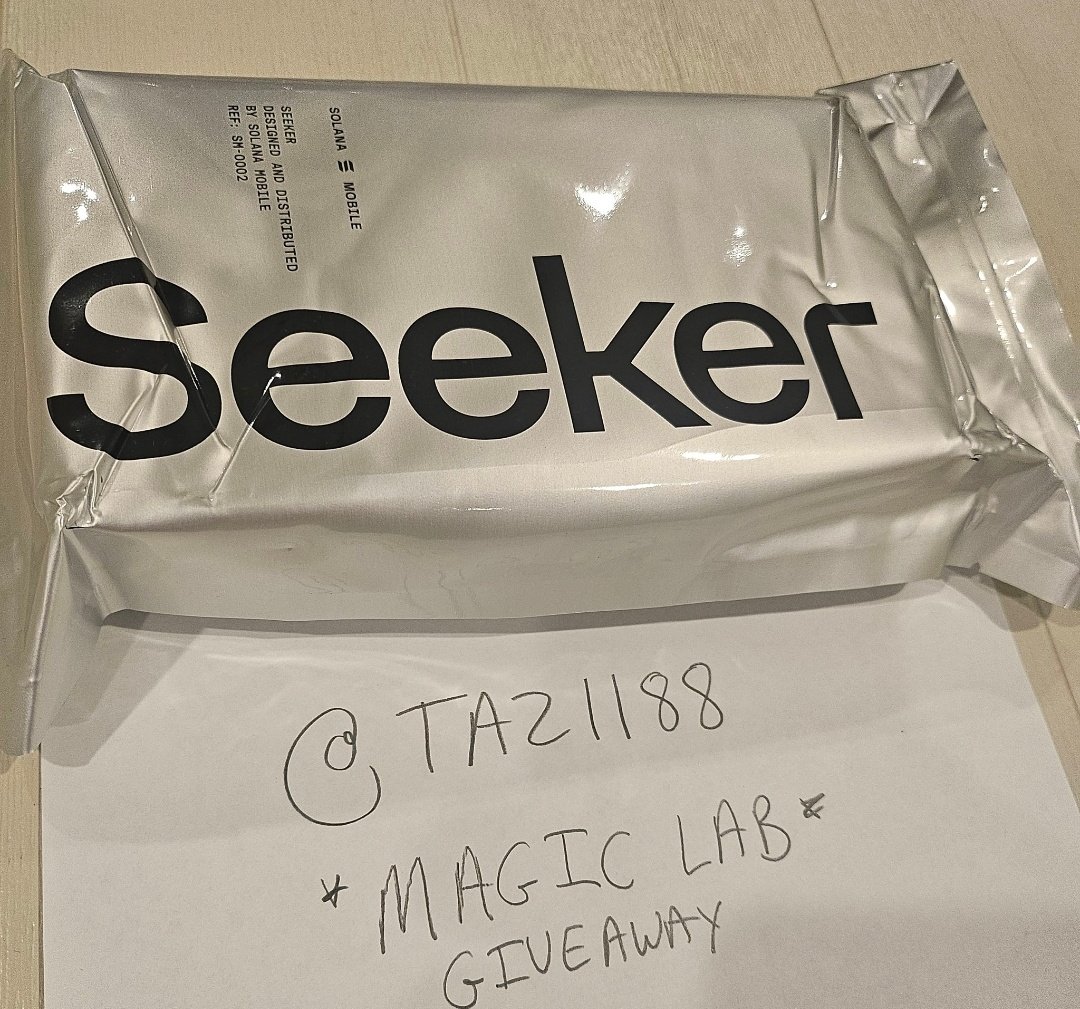 SOLANA MOBILE
SEEKER
DESIGNED AND DISTRIBUTED
BY SOLANA MOBILE
REF: SM-0002
Seeker
@TAZ1188
*MAGIC LAB*
GIVEAWAY